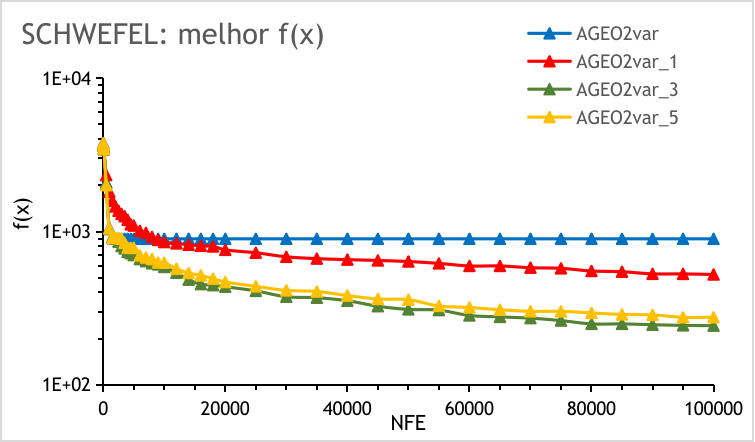 SCHWEFEL: melhor f(x)
AGEO2var
AGEO2var_1
AGEO2var_3
AGEO2var_5
1E+04
1E+03
1E+02
f(x)
0 20000 40000 60000 80000 100000
NFE